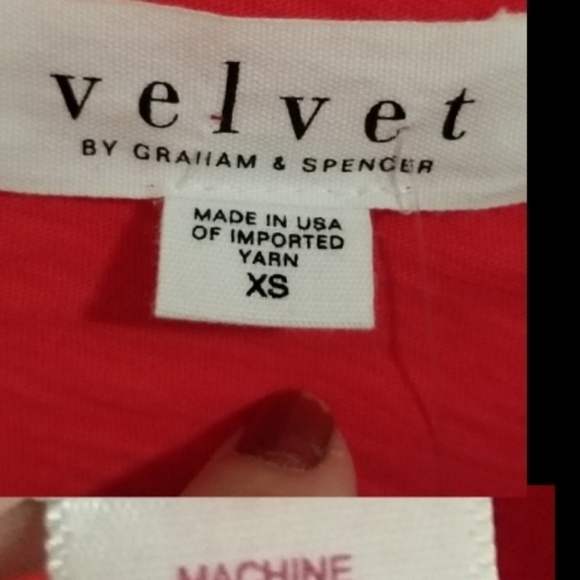 velvet
BY GRAHAM & SPENCER
MADE IN USA
OF IMPORTED
YARN
XS
MACHINE